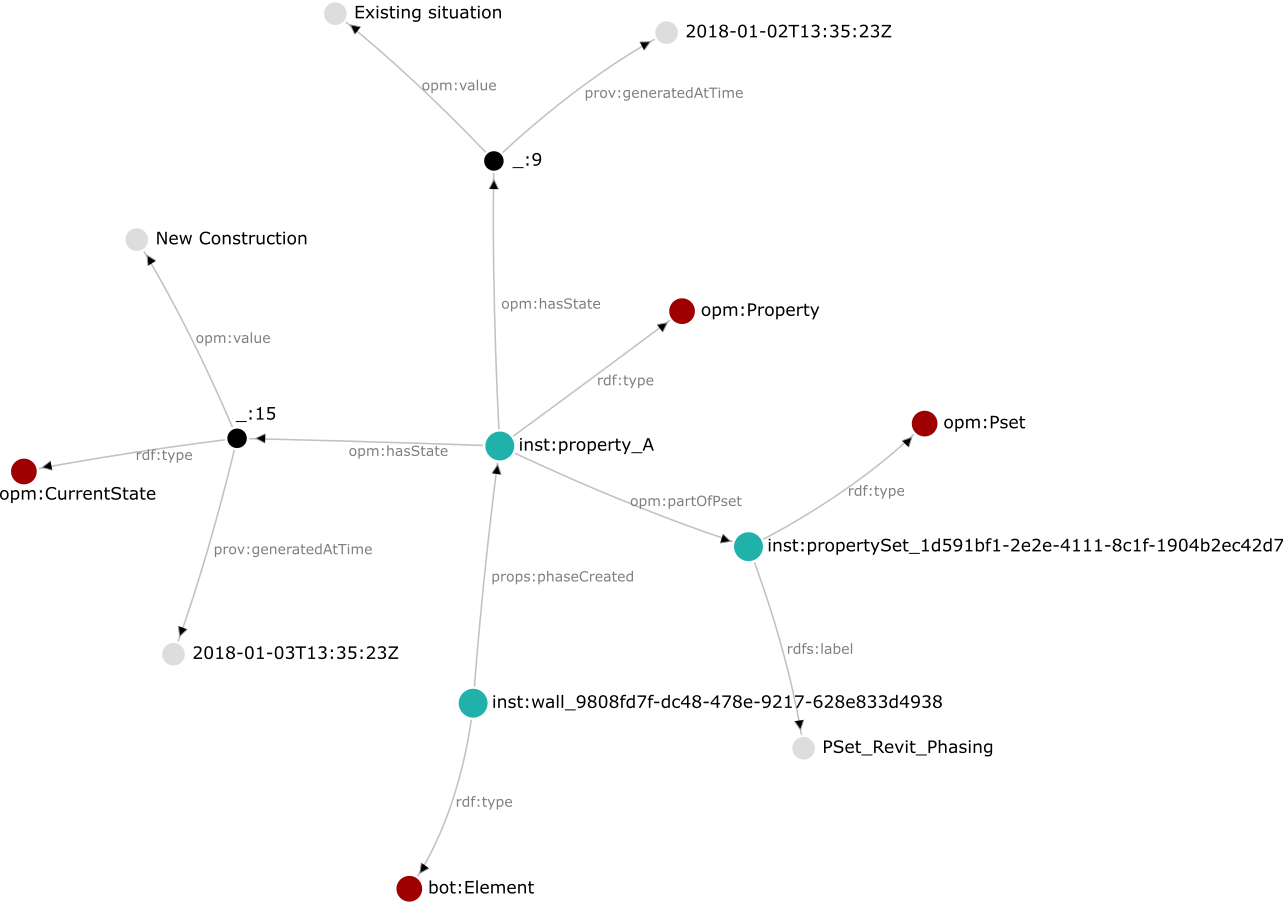 Existing situation
2018-01-02T13:35:23Z
opm:value
prov:generatedAtTime
_:9
New Construction
opm:hasState
opm:Property
opm:value
rdf:type
_:15
opm:Pset
inst:property_A
opm:hasState
rdf:type
opm:CurrentState
rdf:type
opm:partOfPset
inst:propertySet_1d591bf1-2e2e-4111-8c1f-1904b2ec42d7
prov:generatedAtTime
props:phaseCreated
rdfs:label
2018-01-03T13:35:23Z
inst:wall_9808fd7f-dc48-478e-9217-628e833d4938
PSet_Revit_Phasing
rdf:type
bot:Element